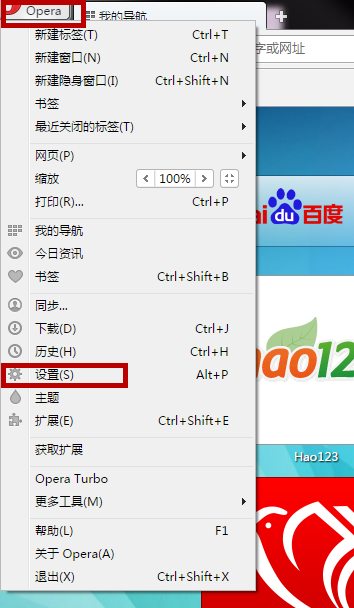 Opera
我的导航
新建标签(T) Ctrl+T
新建窗口(N) Ctrl+N
字或网址
新建隐身窗口(I) Ctrl+Shift+N
书签
最近关闭的标签(T)
网页(P)
缩放 100%
打印(R)... Ctrl+P
du 百度
我的导航
今日资讯
书签 Ctrl+Shift+B
同步...
下载(D) Ctrl+J
历史(H) Ctrl+H
hao123
设置(S) Alt+P
主题
扩展(E) Ctrl+Shift+E
获取扩展
Hao123
Opera Turbo
更多工具(M)
帮助(L) F1
关于 Opera(A)
退出(X) Ctrl+Shift+X